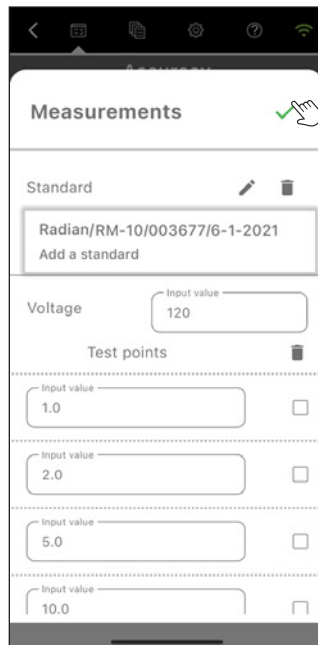 Accuracy
Measurements
Standard
Radian/RM-10/003677/6-1-2021
Add a standard
Voltage
Input value
120
Test points
Input value
1.0
Input value
2.0
Input value
5.0
Input value
10.0